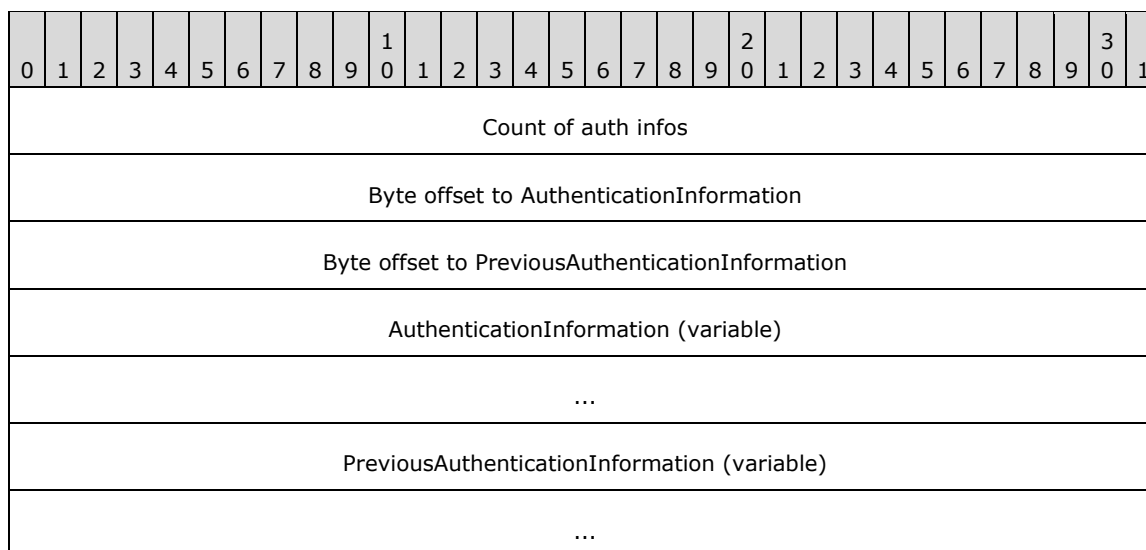 1 2 3
0 1 2 3 4 5 6 7 8 9 0 1 2 3 4 5 6 7 8 9 0 1 2 3 4 5 6 7 8 9 0 1
Count of auth infos
Byte offset to AuthenticationInformation
Byte offset to PreviousAuthenticationInformation
AuthenticationInformation (variable)
...
PreviousAuthenticationInformation (variable)
...